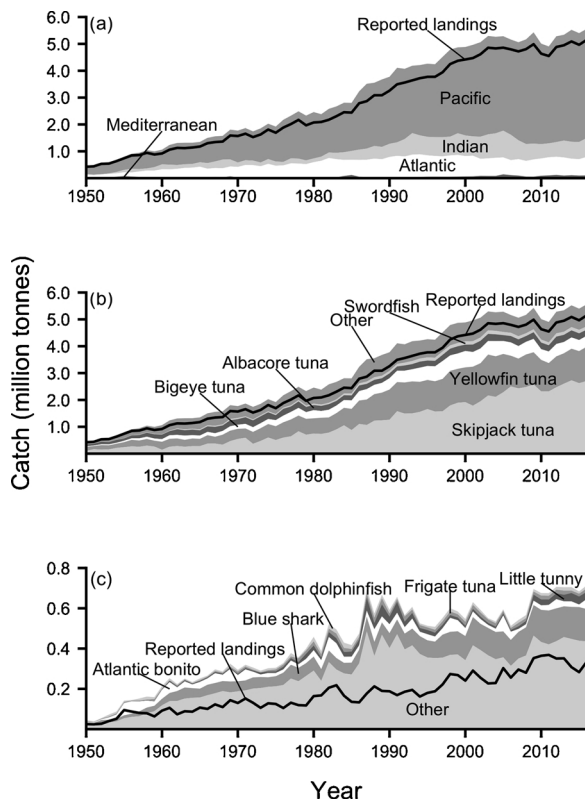 6.0
(a)
Reported landings
5.0
4.0
Pacific
3.0
2.0
Mediterranean
Indian
1.0
Atlantic
1950 1960 1970 1980 1990 2000 2010
Catch (million tonnes)
6.0
(b)
Reported landings
Swordfish
5.0
Other
4.0
Albacore tuna
3.0
Bigeye tuna
Yellowfin tuna
2.0
1.0
Skipjack tuna
1950 1960 1970 1980 1990 2000 2010
0.8
(c)
Little tunny
Common dolphinfish
Frigate tuna
0.6
Blue shark
Reported landings
0.4
Atlantic bonito
0.2
Other
1950 1960 1970 1980 1990 2000 2010
Year